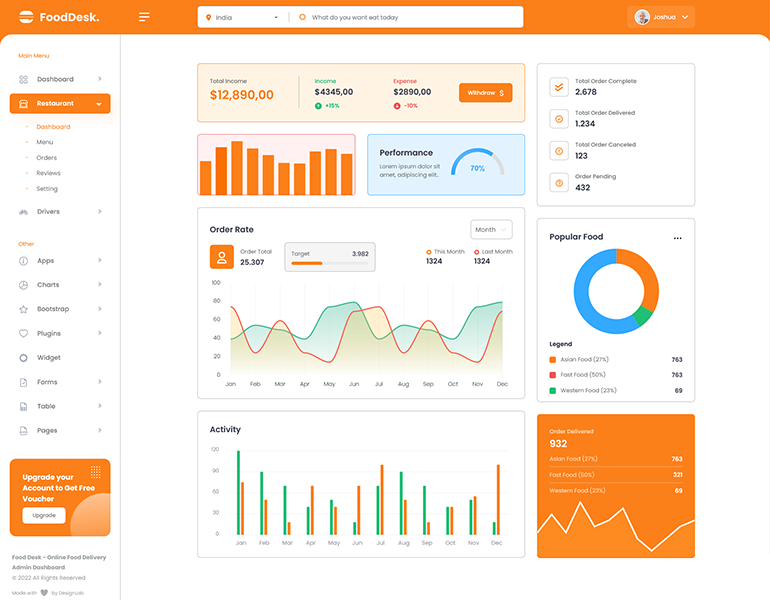 FoodDesk.
India
What do you want eat today
Joshua
Main Menu
Dashboard
Restaurant
Dashboard
Menu
Orders
Reviews
Setting
Drivers
Other
Apps
Charts
Bootstrap
Plugins
Widget
Forms
Table
Pages
Upgrade your
Account to Get Free
Voucher
Upgrade
Food Desk - Online Food Delivery
Admin Dashboard
© 2022 All Rights Reserved
Made with by Designzab
Total Income
$12,890,00
Income
$4345,00
+15%
Expense
$2890,00
-10%
Withdraw $
Performance
Lorem ipsum dolor sit
amet, adipiscing elit.
70%
Order Rate
Month
Order Total
25.307
Target 3.982
This Month
1324
Last Month
1324
100
80
60
40
20
0
Jan Feb Mar Apr May Jun Jul Aug Sep Oct Nov Dec
Activity
120
90
60
30
0
Jan Feb Mar Apr May Jun Jul Aug Sep Oct Nov Dec
Total Order Complete
2.678
Total Order Delivered
1.234
Total Order Canceled
123
Order Pending
432
Popular Food
Legend
Asian Food (27%) 763
Fast Food (50%) 763
Western Food (23%) 69
Order Delivered
932
Asian Food (27%) 763
Fast Food (50%) 321
Western Food (23%) 69